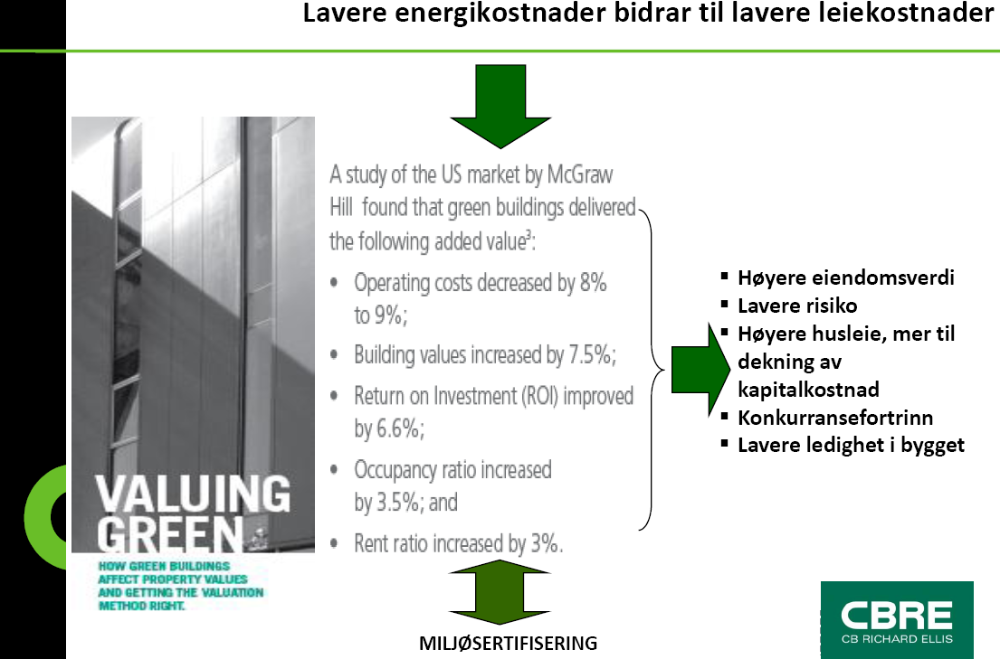 Lavere energikostnader bidrar til lavere leiekostnader
A study of the US market by McGraw
Hill found that green buildings delivered
the following added value³:
• Operating costs decreased by 8%
to 9%;
• Building values increased by 7.5%;
• Return on Investment (ROI) improved
by 6.6%;
• Occupancy ratio increased
by 3.5%; and
• Rent ratio increased by 3%.
▪ Høyere eiendomsverdi
▪ Lavere risiko
▪ Høyere husleie, mer til
dekning av
kapitalkostnad
▪ Konkurransefortrinn
▪ Lavere ledighet i bygget
VALUING
GREEN
HOW GREEN BUILDINGS
AFFECT PROPERTY VALUES
AND GETTING THE VALUATION
METHOD RIGHT.
MILJØSERTIFISERING
CBRE
CB RICHARD ELLIS